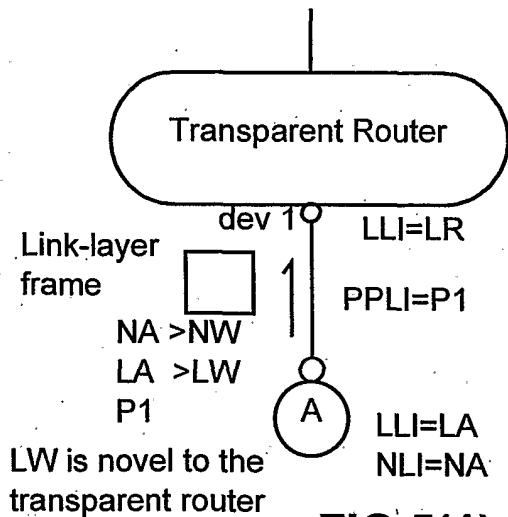 Transparent Router
dev 1
LLI=LR
Link-layer
frame
PPLI=P1
NA >NW
LA >LW
P1
A
LLI=LA
NLI=NA
LW is novel to the
transparent router